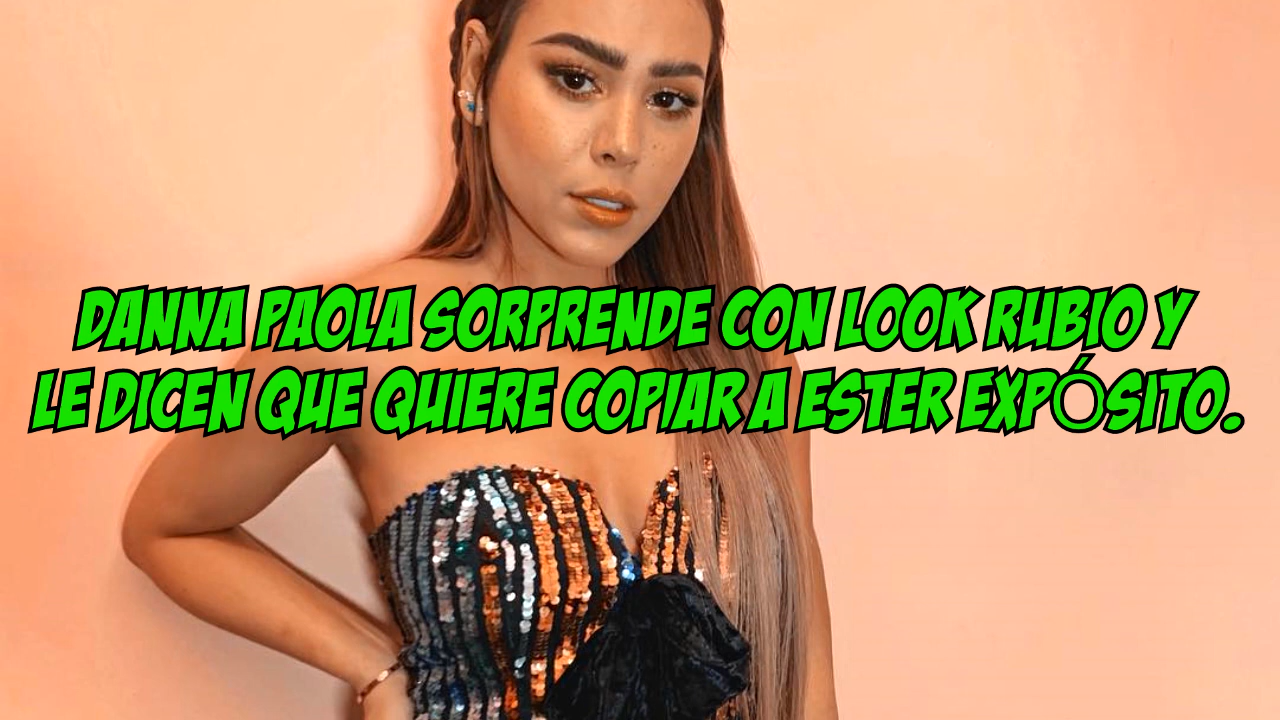 DANNA PAOLA SORPRENDE CON LOOK RUBIO Y
LE DICEN QUE QUIERE COPIAR A ESTER EXPÓSITO.